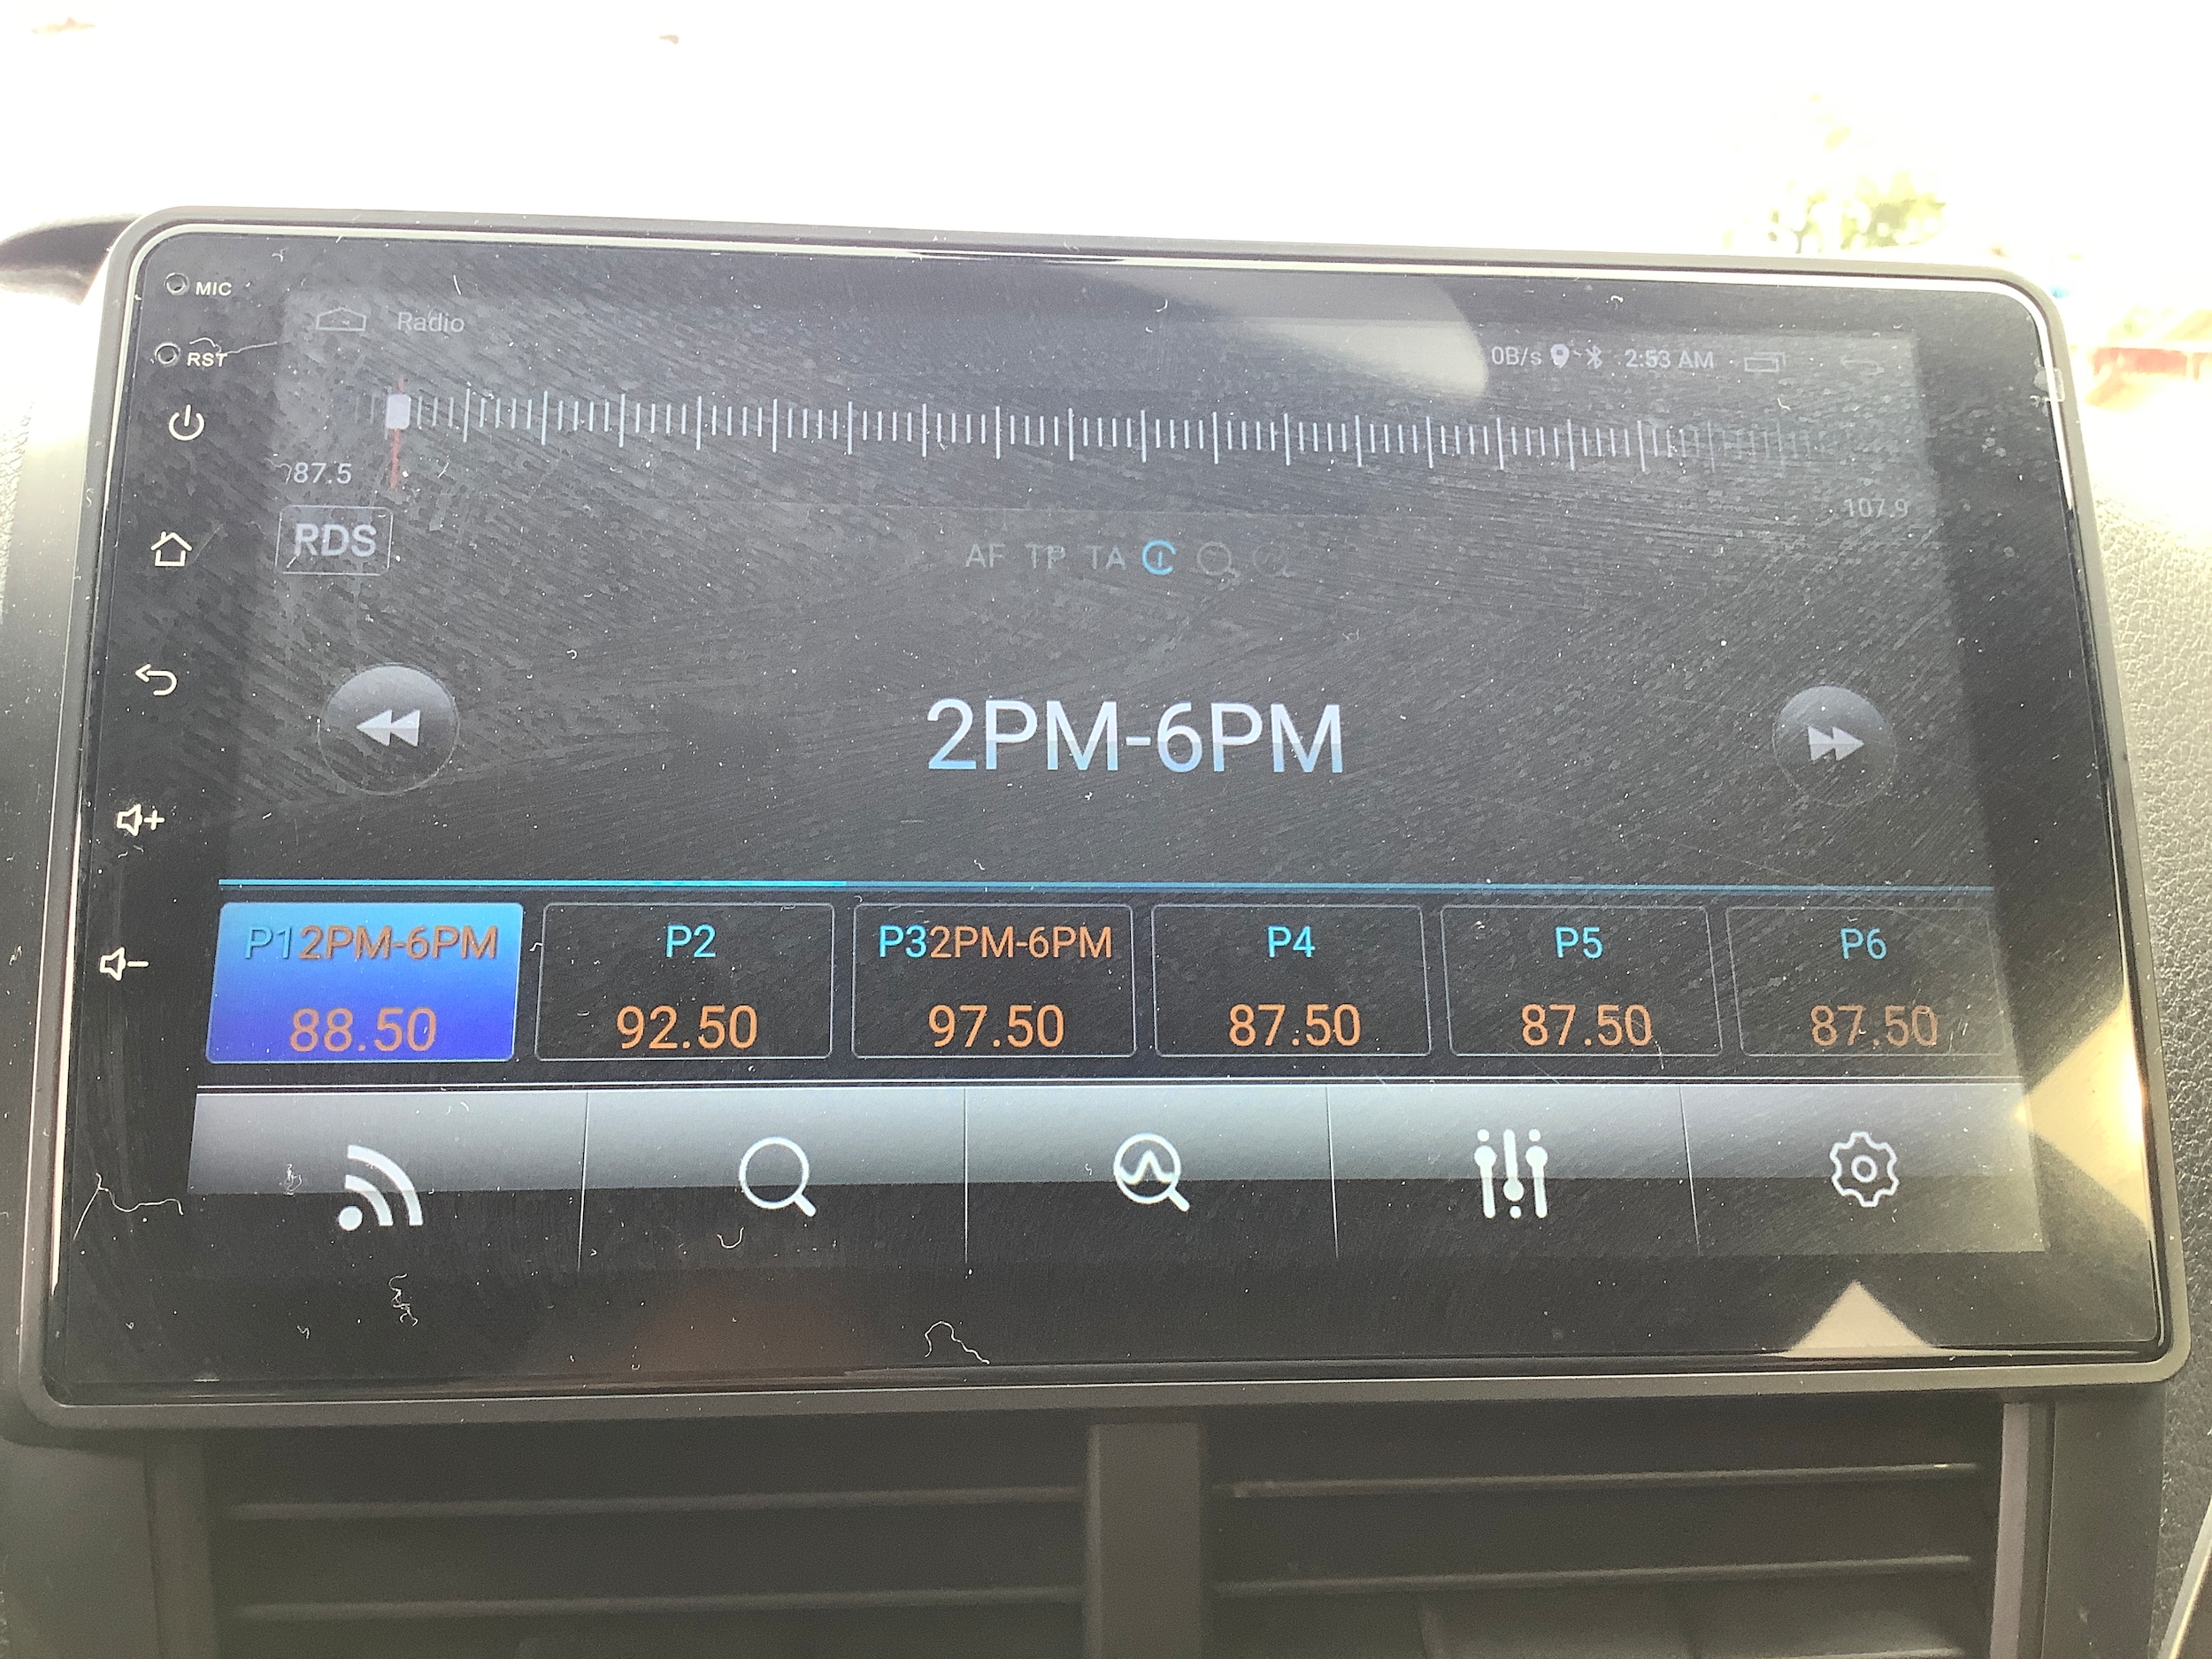 MIC
Radio
RST
0B/s 2:53 AM
87.5
107.9
RDS
AF TP TA
2PM-6PM
P12PM-6PM P2 P32PM-6PM P4 P5 P6
88.50 92.50 97.50 87.50 87.50 87.50